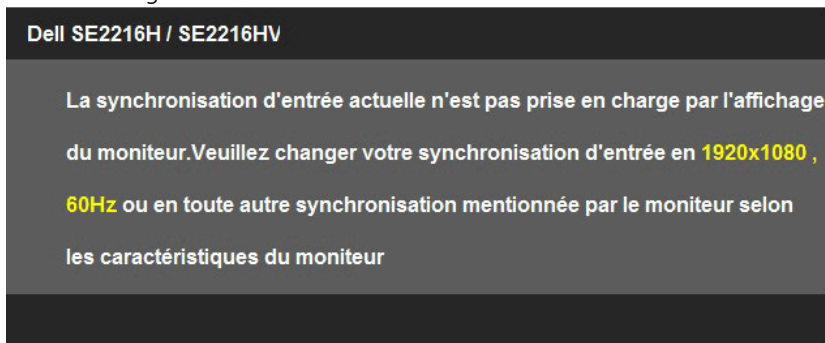 Dell SE2216H / SE2216HV
La synchronisation d'entrée actuelle n'est pas prise en charge par l'affichage
du moniteur.Veuillez changer votre synchronisation d'entrée en 1920x1080 ,
60Hz ou en toute autre synchronisation mentionnée par le moniteur selon
les caractéristiques du moniteur